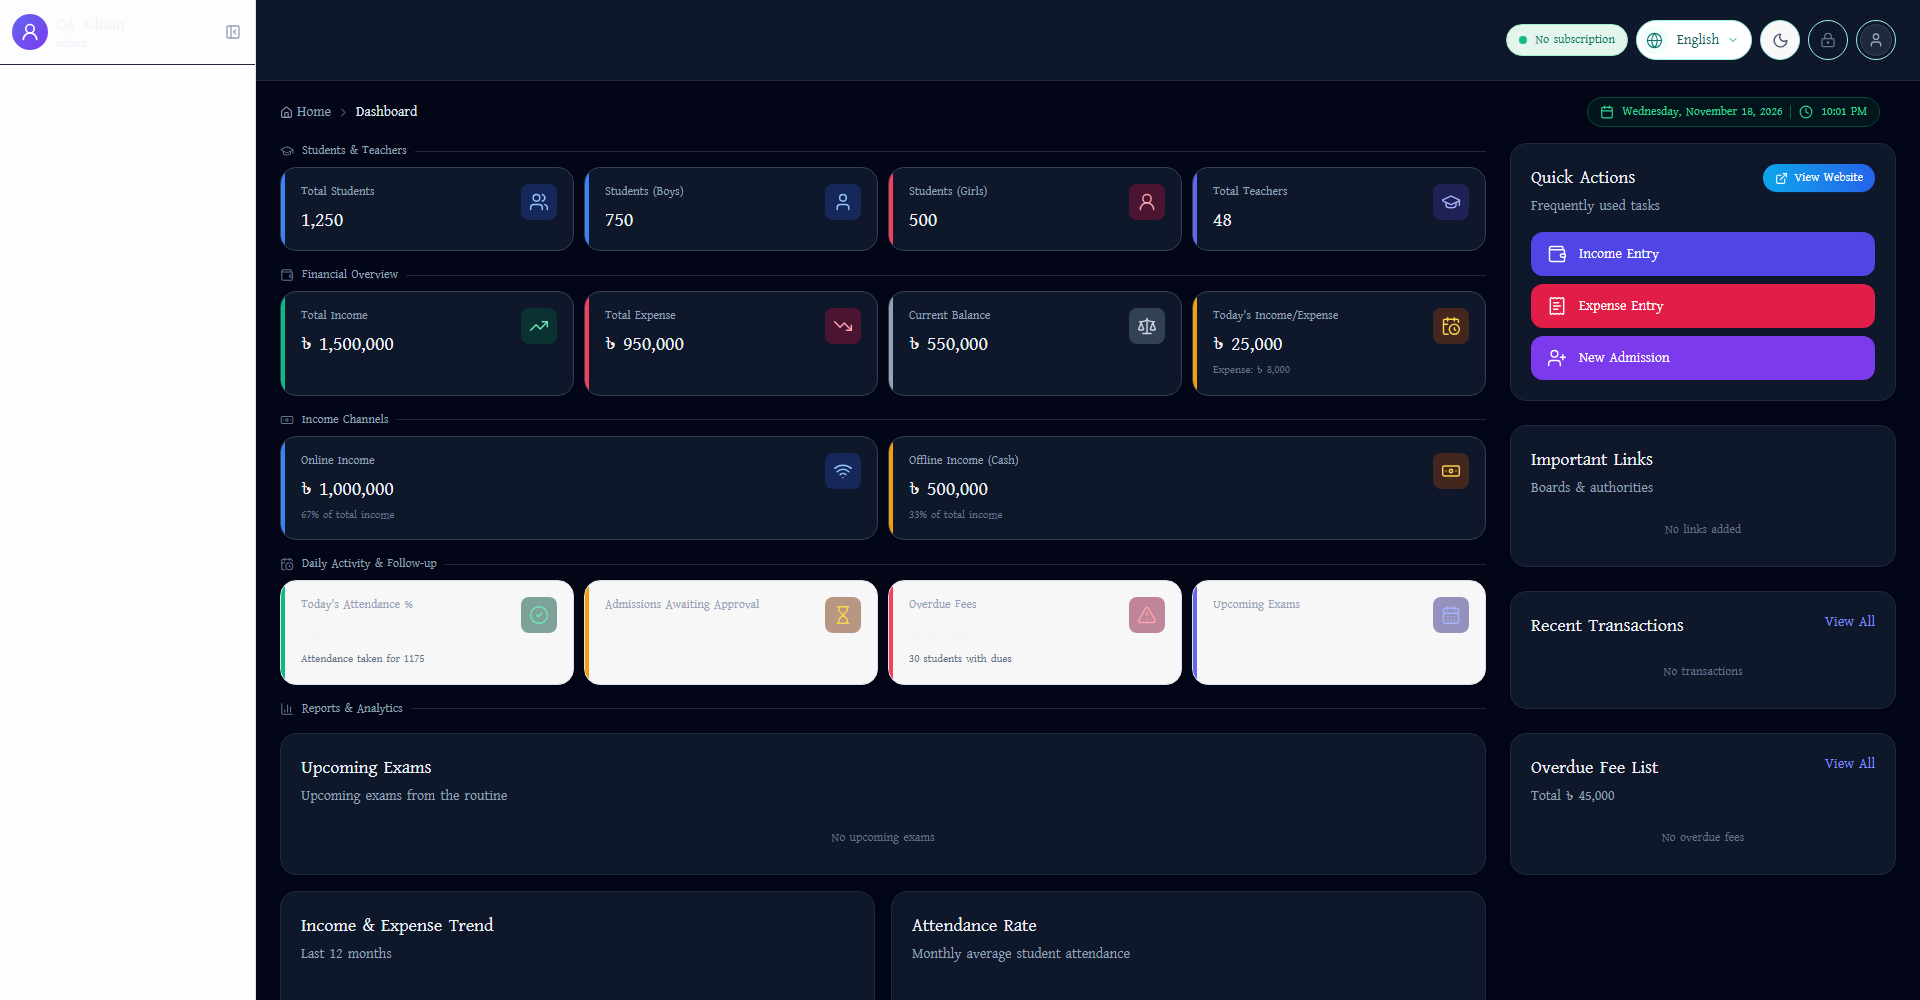 QA Admin
admin
No subscription
English
Home
Dashboard
Wednesday, November 18, 2026
10:01 PM
Students & Teachers
Total Students
1,250
Students (Boys)
750
Students (Girls)
500
Total Teachers
48
Financial Overview
Total Income
৳ 1,500,000
Total Expense
৳ 950,000
Current Balance
৳ 550,000
Today's Income/Expense
৳ 25,000
Expense: ৳ 8,000
Income Channels
Online Income
৳ 1,000,000
67% of total income
Offline Income (Cash)
৳ 500,000
33% of total income
Daily Activity & Follow-up
Today's Attendance %
Attendance taken for 1175
Admissions Awaiting Approval
Overdue Fees
30 students with dues
Upcoming Exams
Reports & Analytics
Upcoming Exams
Upcoming exams from the routine
No upcoming exams
Income & Expense Trend
Last 12 months
Attendance Rate
Monthly average student attendance
Quick Actions
View Website
Frequently used tasks
Income Entry
Expense Entry
New Admission
Important Links
Boards & authorities
No links added
Recent Transactions
View All
No transactions
Overdue Fee List
View All
Total ৳ 45,000
No overdue fees